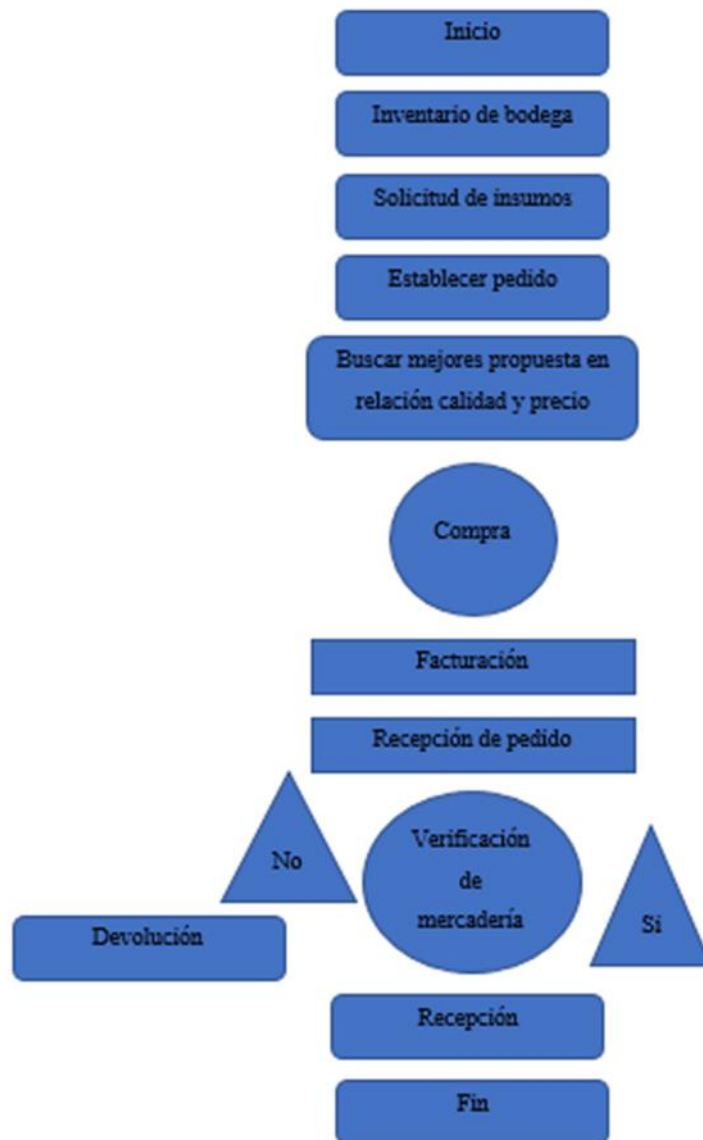 Inicio
Inventario de bodega
Solicitud de insumos
Establecer pedido
Buscar mejores propuesta en
relación calidad y precio
Compra
Facturación
Recepción de pedido
No
Verificación
de
mercadería
Si
Devolución
Recepción
Fin